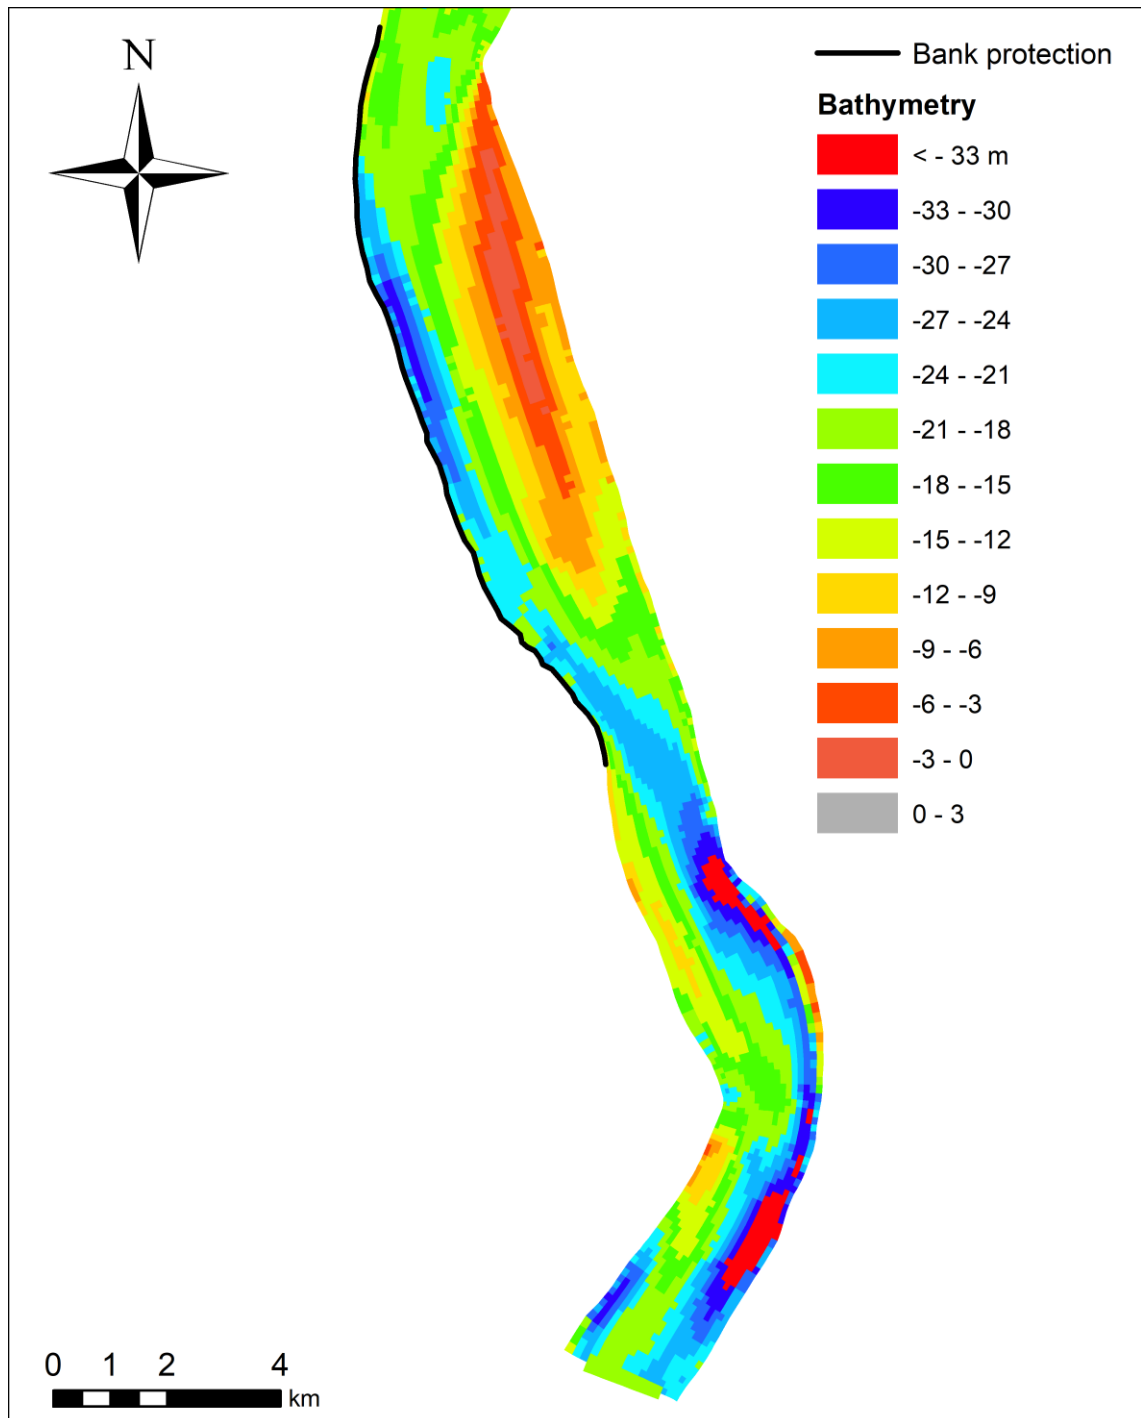 N
Bank protection
Bathymetry
< - 33 m
-33 - -30
-30 - -27
-27 - -24
-24 - -21
-21 - -18
-18 - -15
-15 - -12
-12 - -9
-9 - -6
-6 - -3
-3 - 0
0 - 3
0 1 2 4
km